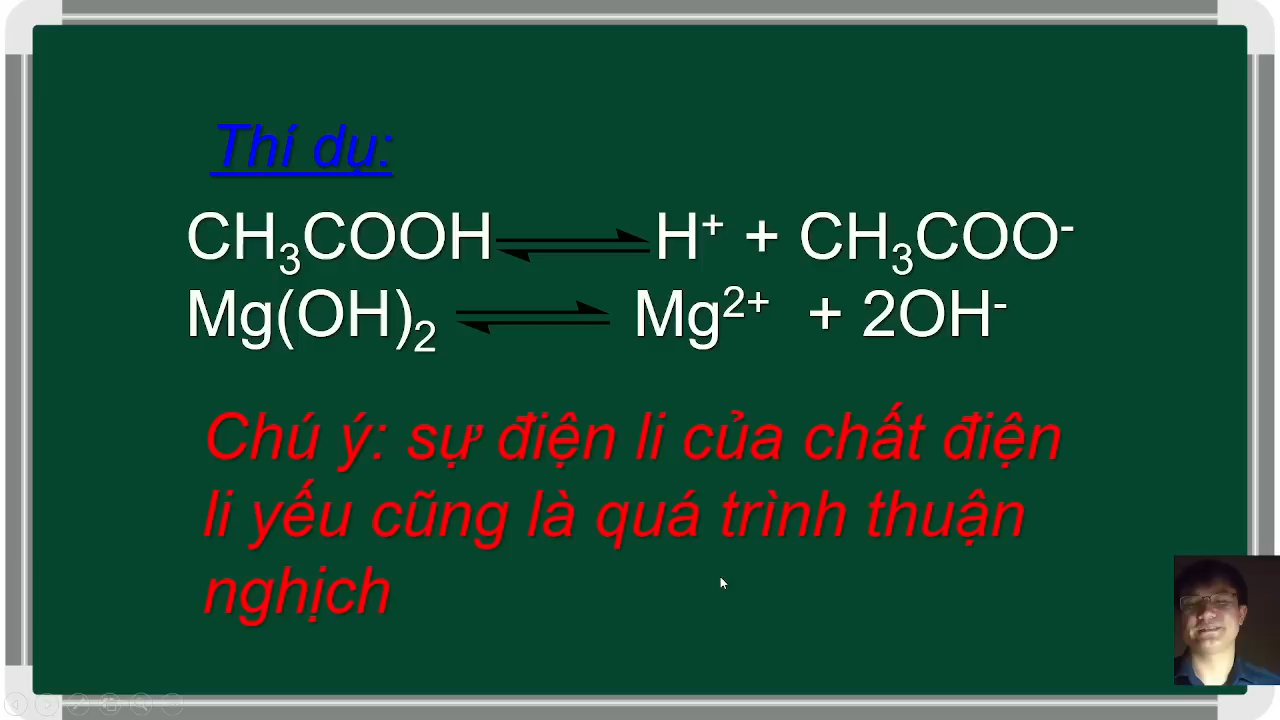 Thí dụ:
CH₃COOH ⇌ H⁺ + CH₃COO⁻
Mg(OH)₂ ⇌ Mg²⁺ + 2OH⁻
Chú ý: sự điện li của chất điện
li yếu cũng là quá trình thuận
nghịch